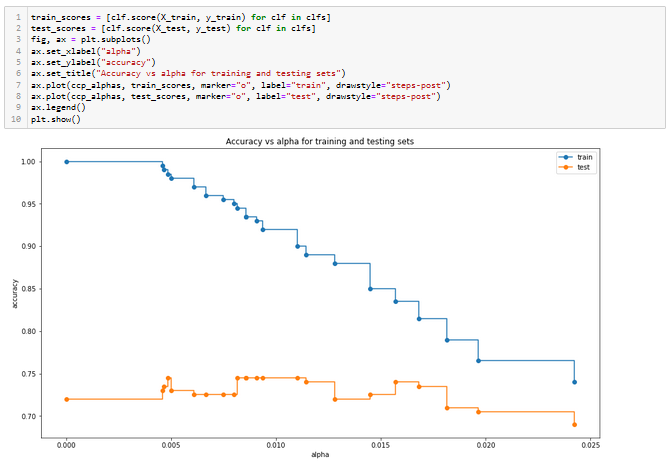 1 train_scores = [clf.score(X_train, y_train) for clf in clfs]
2 test_scores = [clf.score(X_test, y_test) for clf in clfs]
3 fig, ax = plt.subplots()
4 ax.set_xlabel("alpha")
5 ax.set_ylabel("accuracy")
6 ax.set_title("Accuracy vs alpha for training and testing sets")
7 ax.plot(ccp_alphas, train_scores, marker="o", label="train", drawstyle="steps-post")
8 ax.plot(ccp_alphas, test_scores, marker="o", label="test", drawstyle="steps-post")
9 ax.legend()
10 plt.show()
Accuracy vs alpha for training and testing sets
train
test
1.00
0.95
0.90
0.85
0.80
0.75
0.70
accuracy
0.000 0.005 0.010 0.015 0.020 0.025
alpha